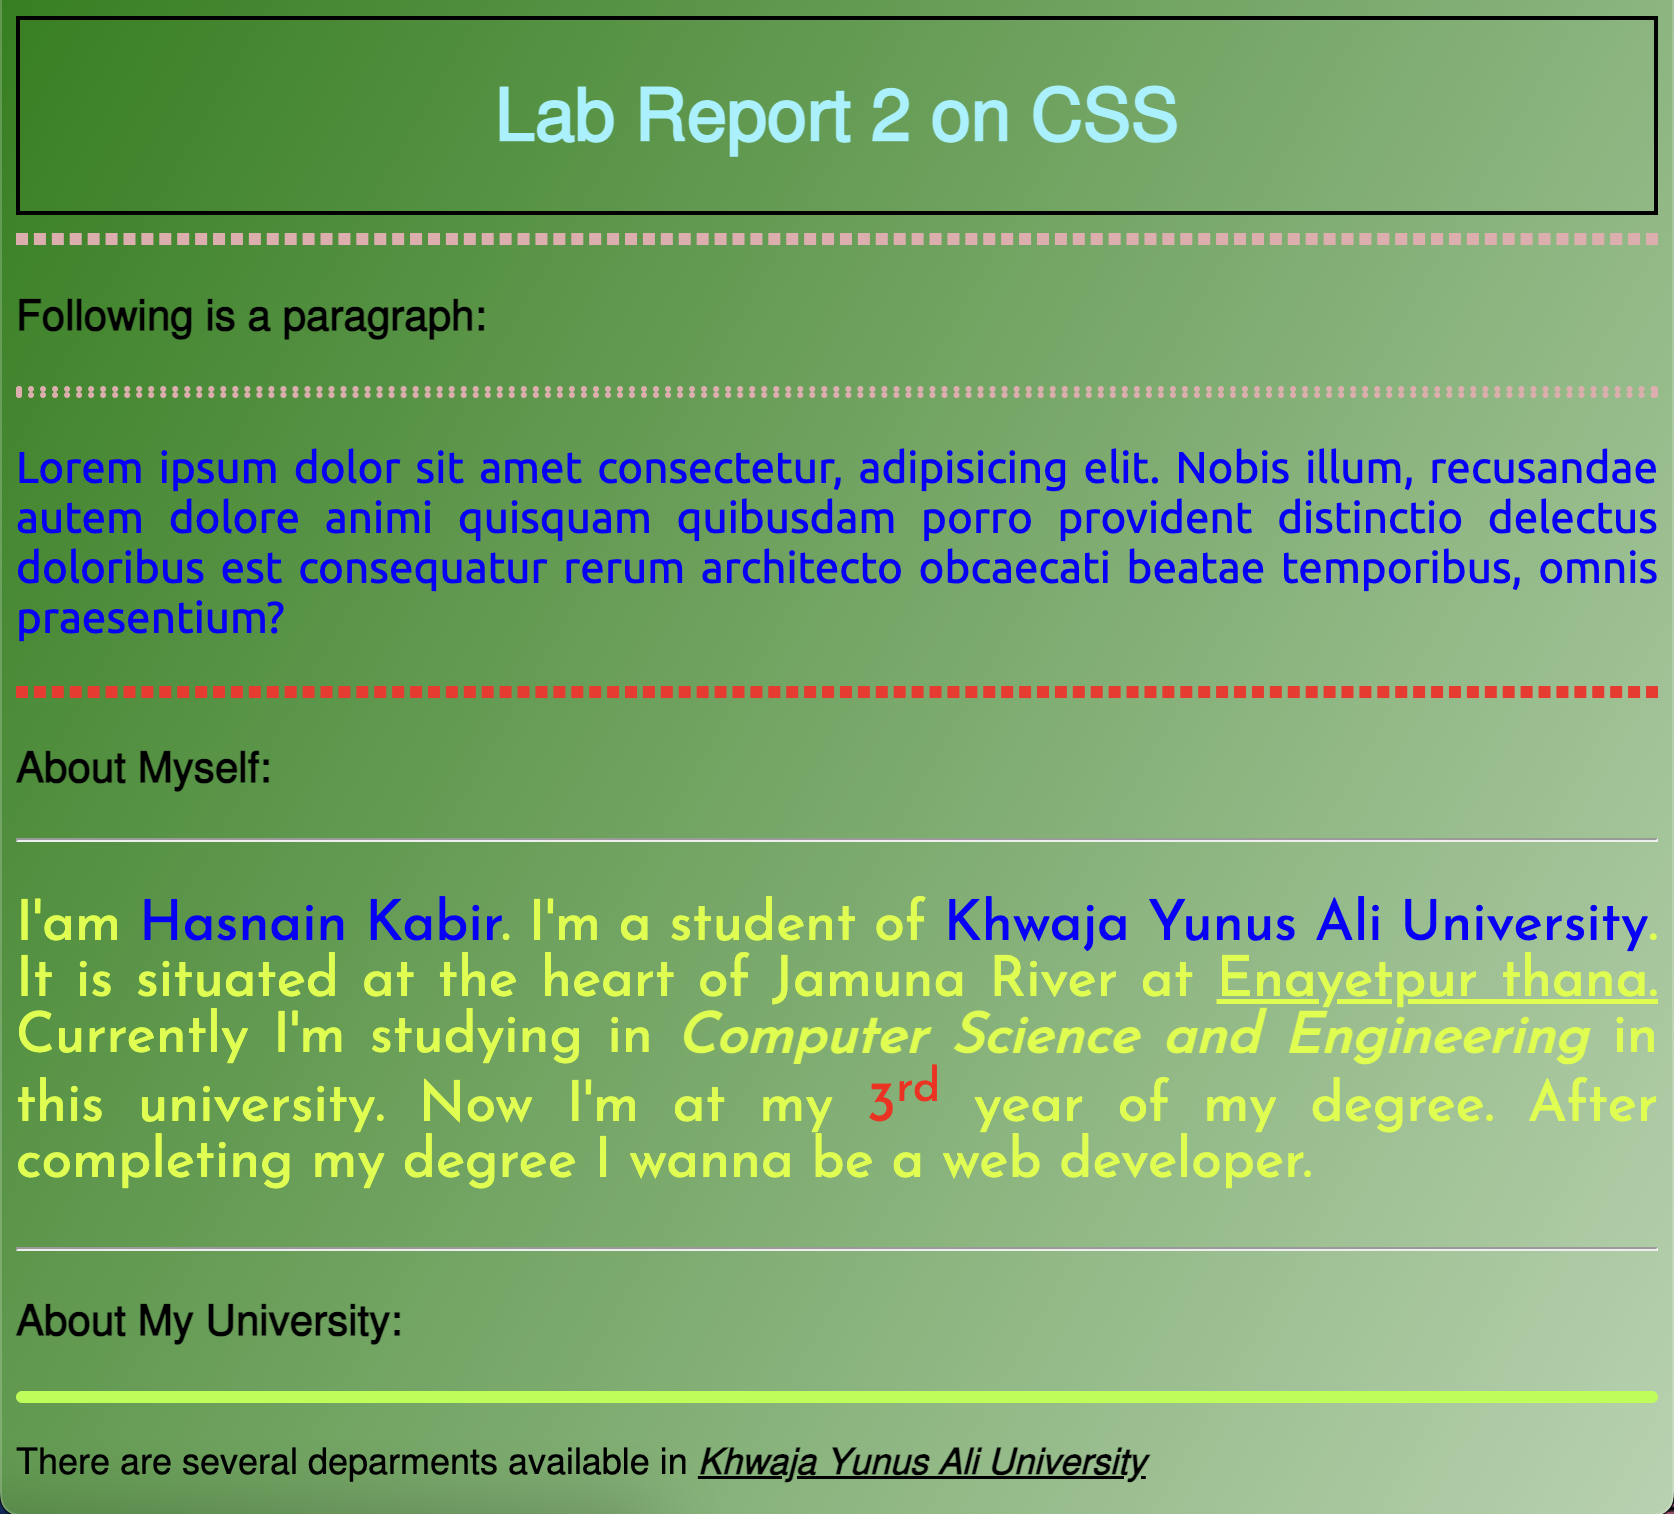 Lab Report 2 on CSS
Following is a paragraph:
Lorem ipsum dolor sit amet consectetur, adipisicing elit. Nobis illum, recusandae
autem dolore animi quisquam quibusdam porro provident distinctio delectus
doloribus est consequatur rerum architecto obcaecati beatae temporibus, omnis
praesentium?
About Myself:
I'am Hasnain Kabir. I'm a student of Khwaja Yunus Ali University.
It is situated at the heart of Jamuna River at Enayetpur thana.
Currently I'm studying in Computer Science and Engineering in
this university. Now I'm at my 3rd year of my degree. After
completing my degree I wanna be a web developer.
About My University:
There are several deparments available in Khwaja Yunus Ali University